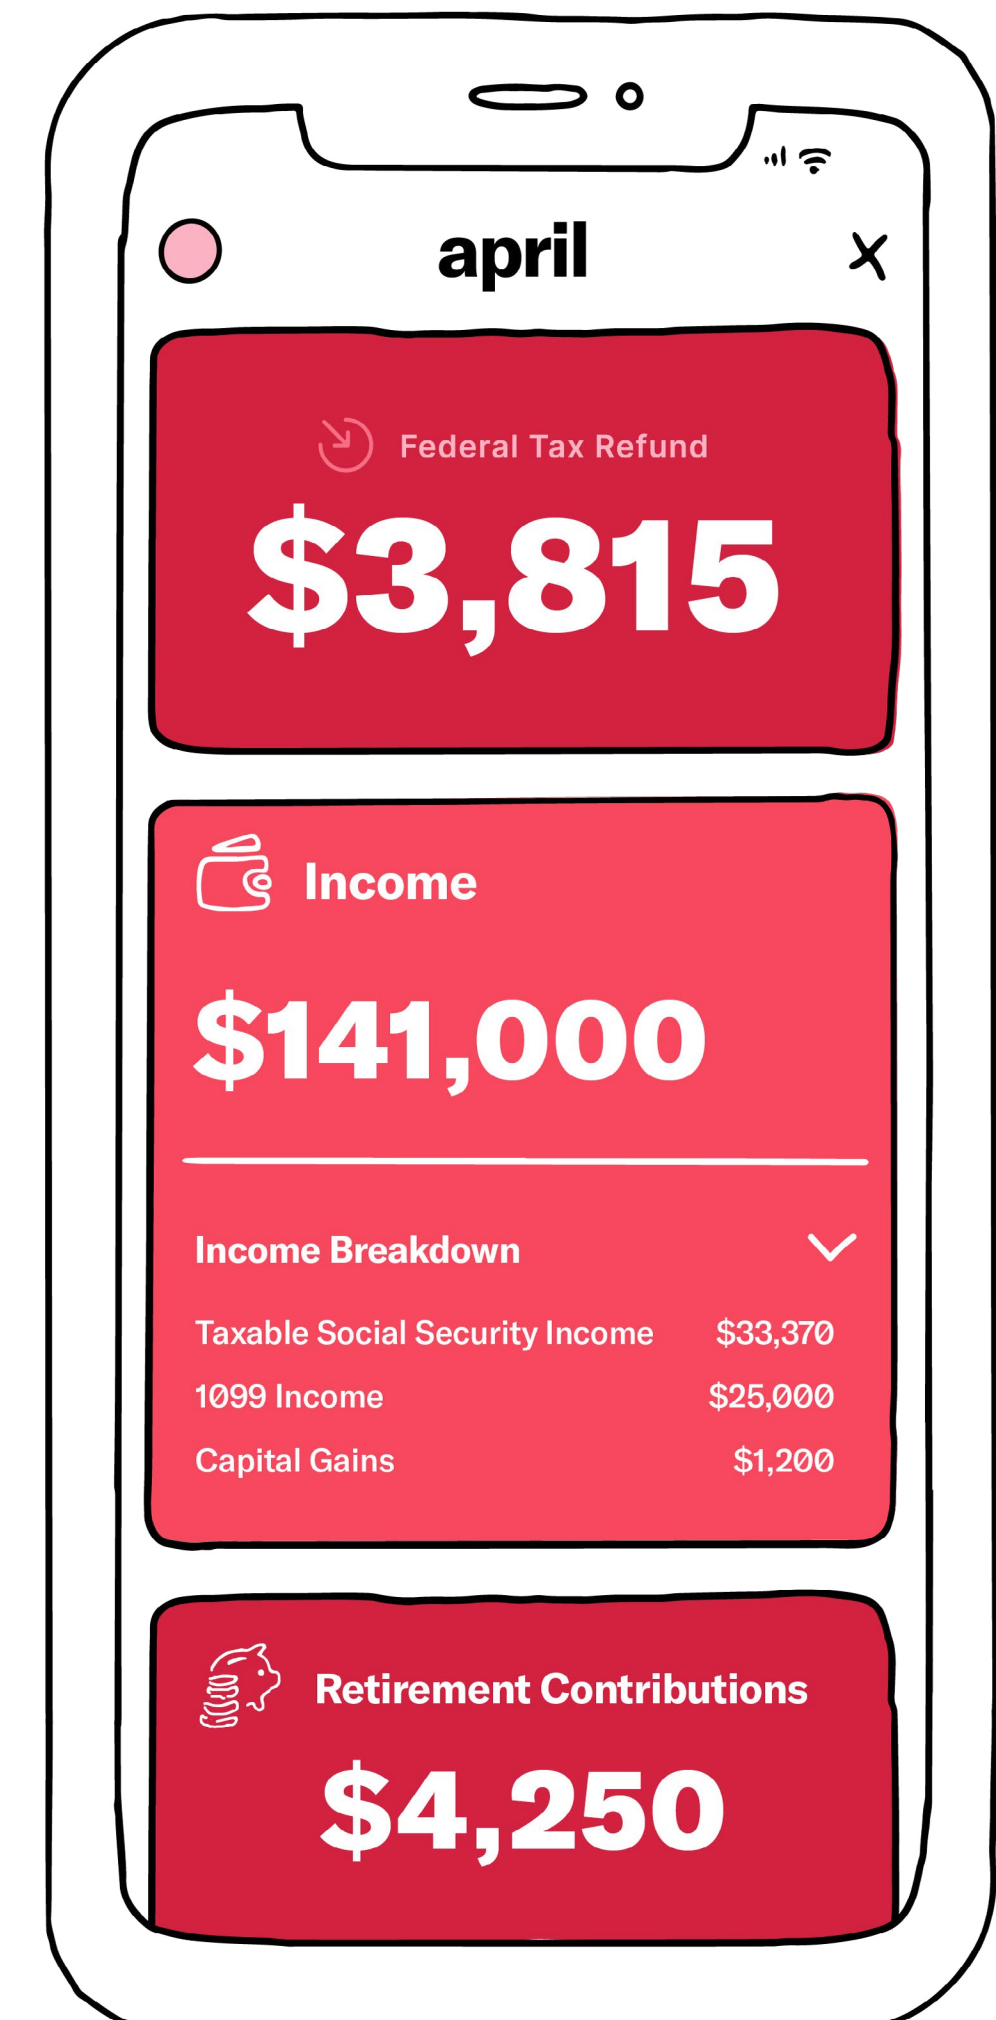 april
Federal Tax Refund
$3,815
Income
$141,000
Income Breakdown
Taxable Social Security Income $33,370
1099 Income $25,000
Capital Gains $1,200
Retirement Contributions
$4,250